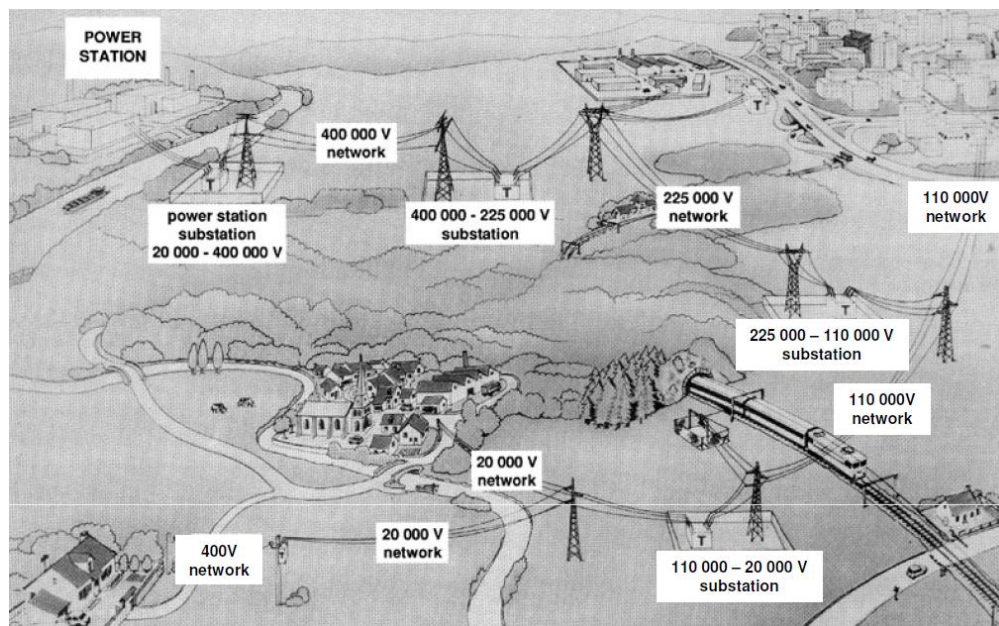 POWER
STATION
400 000 V
network
T
power station
substation
20 000 - 400 000 V
T
400 000 - 225 000 V
substation
T
225 000 V
network
110 000V
network
T
225 000 – 110 000 V
substation
110 000V
network
20 000 V
network
20 000 V
network
400V
network
T
110 000 – 20 000 V
substation